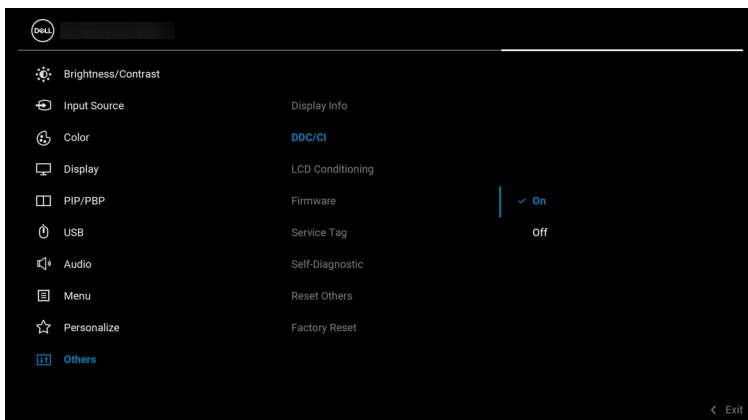 DELL
Brightness/Contrast
Input Source
Color
Display
PIP/PBP
USB
Audio
Menu
Personalize
Others
Display Info
DDC/CI
LCD Conditioning
Firmware
Service Tag
Self-Diagnostic
Reset Others
Factory Reset
On
Off
Exit